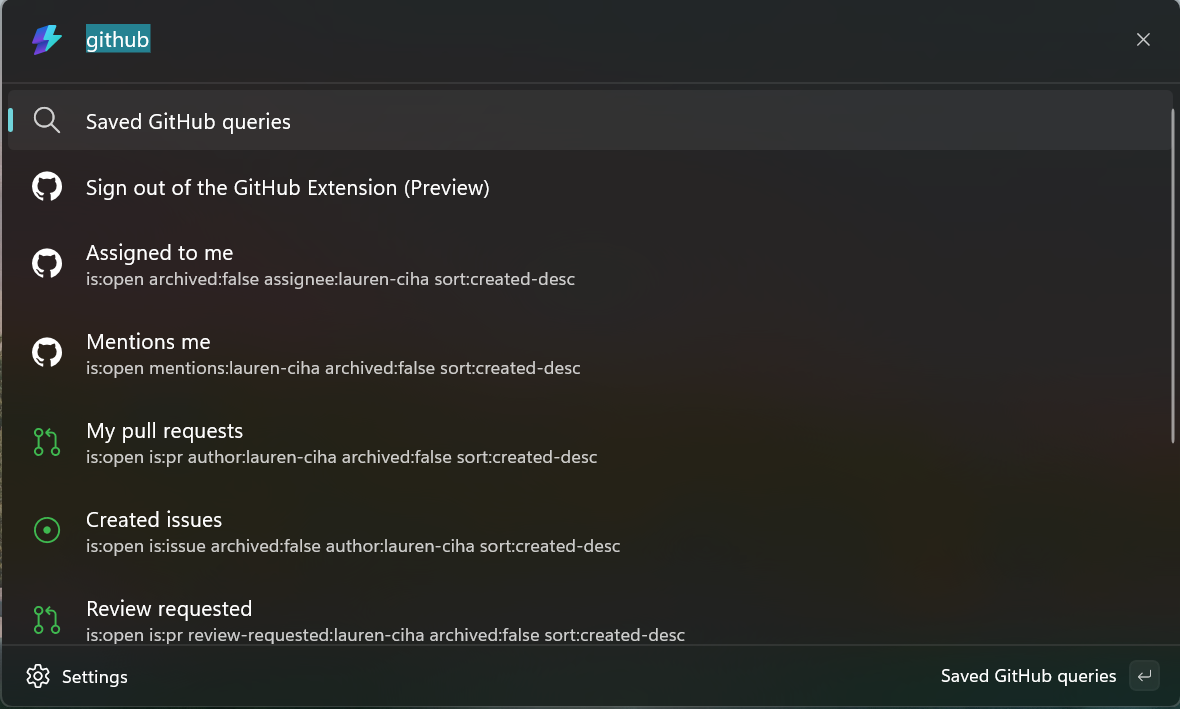 github
Saved GitHub queries
Sign out of the GitHub Extension (Preview)
Assigned to me
is:open archived:false assignee:lauren-ciha sort:created-desc
Mentions me
is:open mentions:lauren-ciha archived:false sort:created-desc
My pull requests
is:open is:pr author:lauren-ciha archived:false sort:created-desc
Created issues
is:open is:issue archived:false author:lauren-ciha sort:created-desc
Review requested
is:open is:pr review-requested:lauren-ciha archived:false sort:created-desc
Settings
Saved GitHub queries